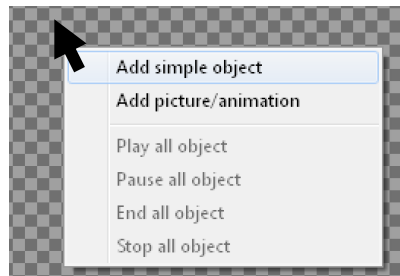 Add simple object
Add picture/animation
Play all object
Pause all object
End all object
Stop all object